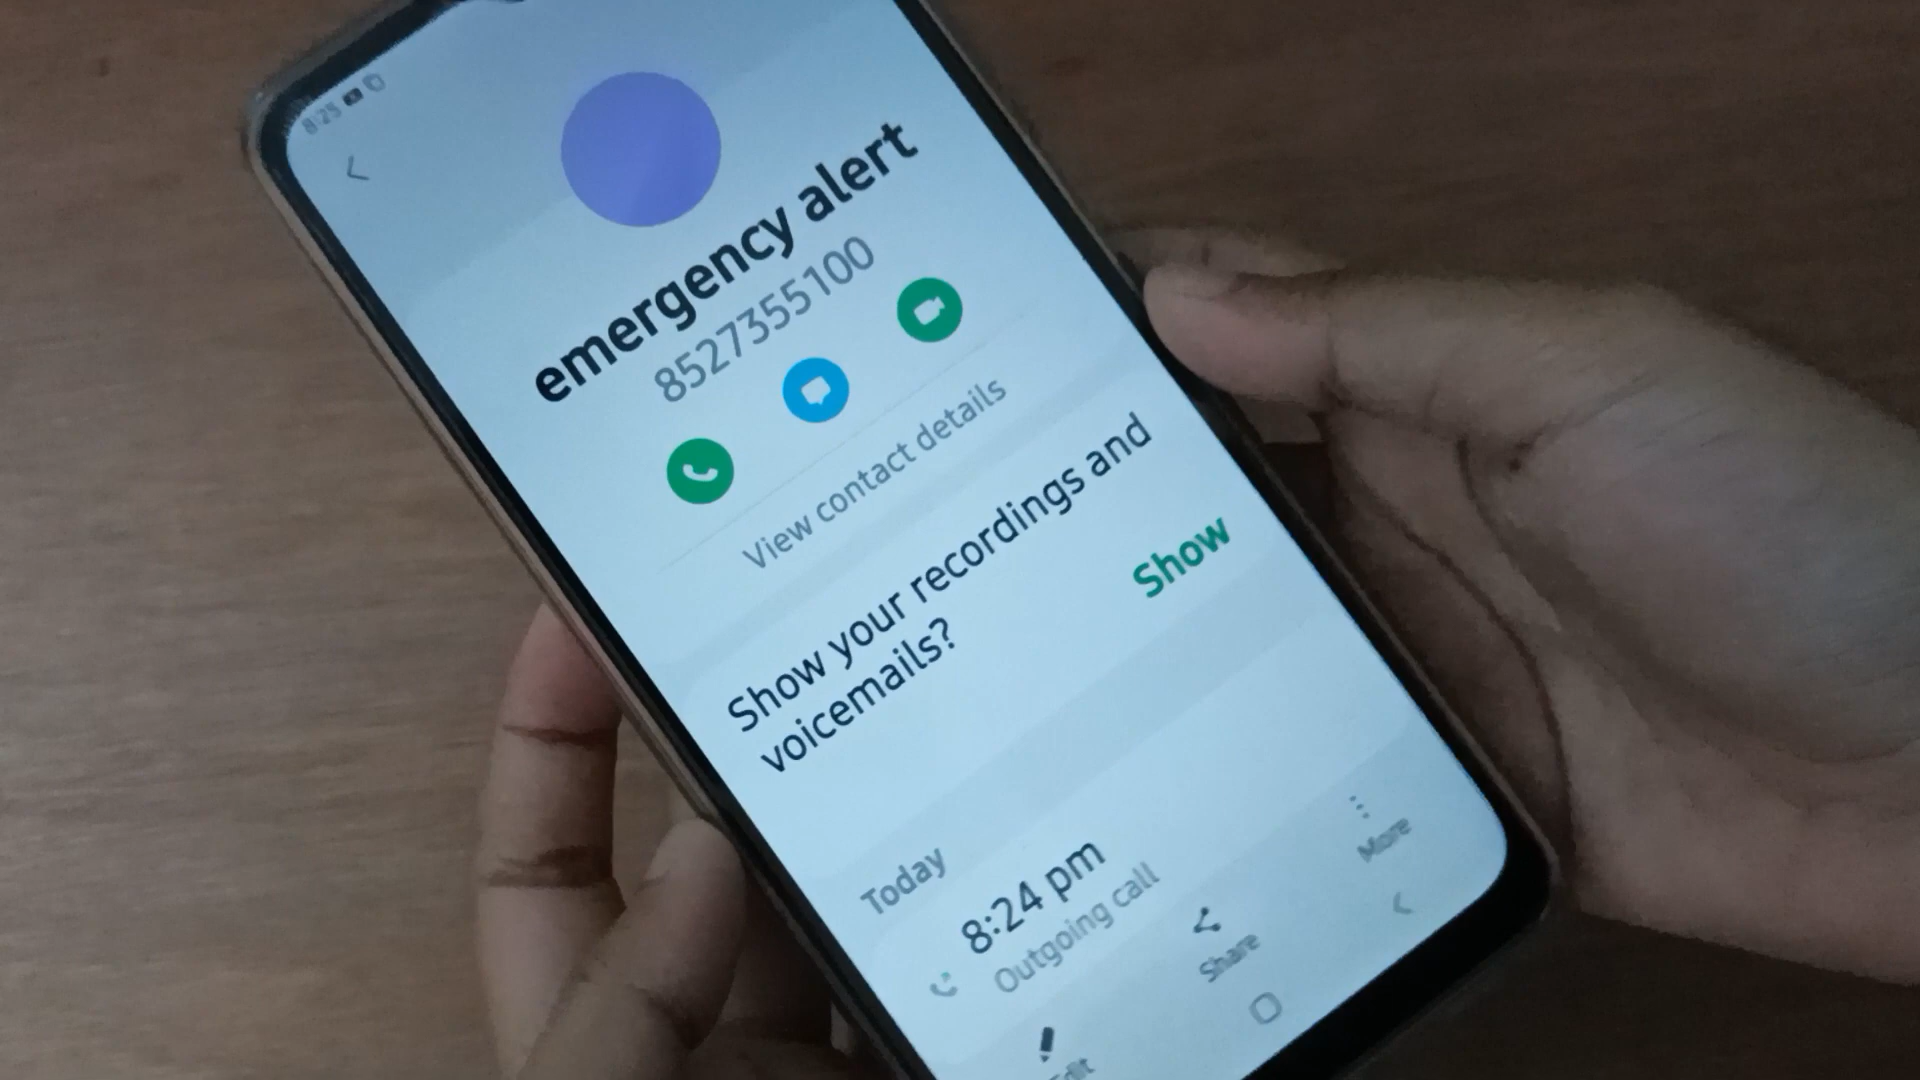 8:25
emergency alert
8527355100
View contact details
Show your recordings and
voicemails?
Show
Today
8:24 pm
Outgoing call
Edit
Share
More